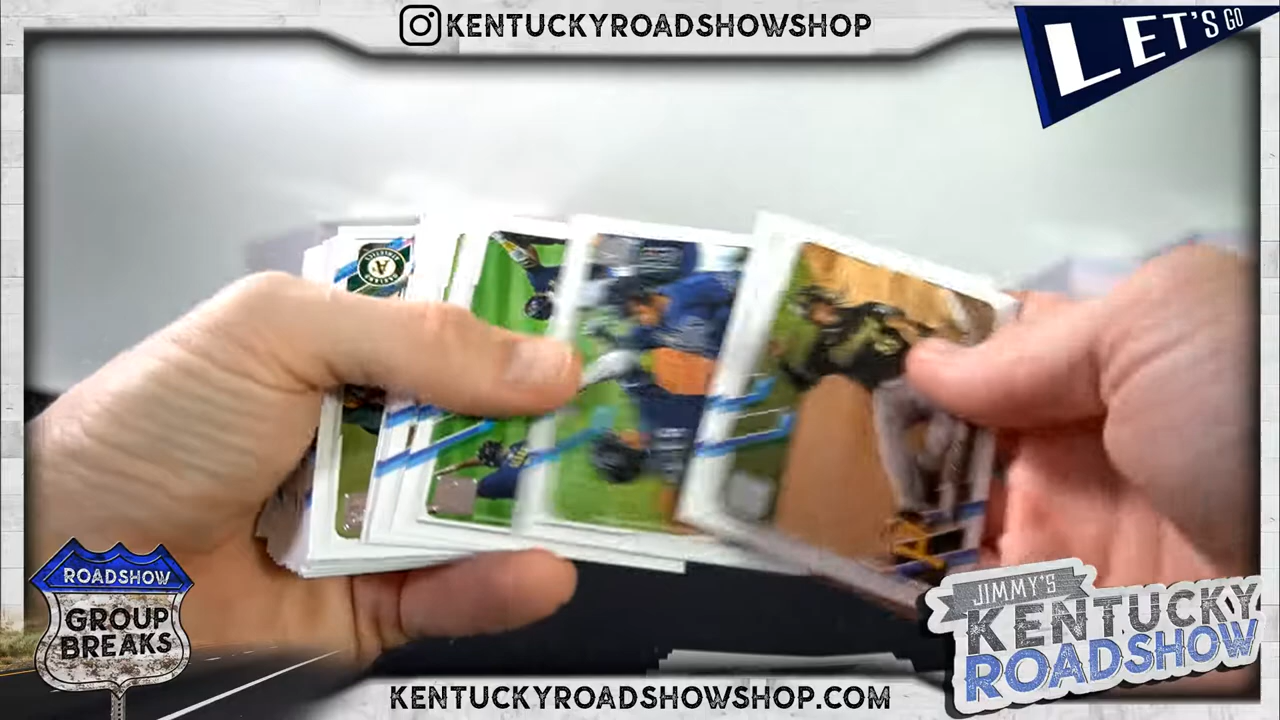 KENTUCKYROADSHOWSHOP
LET'S GO
ROADSHOW
GROUP
BREAKS
JIMMY'S
KENTUCKY
ROADSHOW
KENTUCKYROADSHOWSHOP.COM